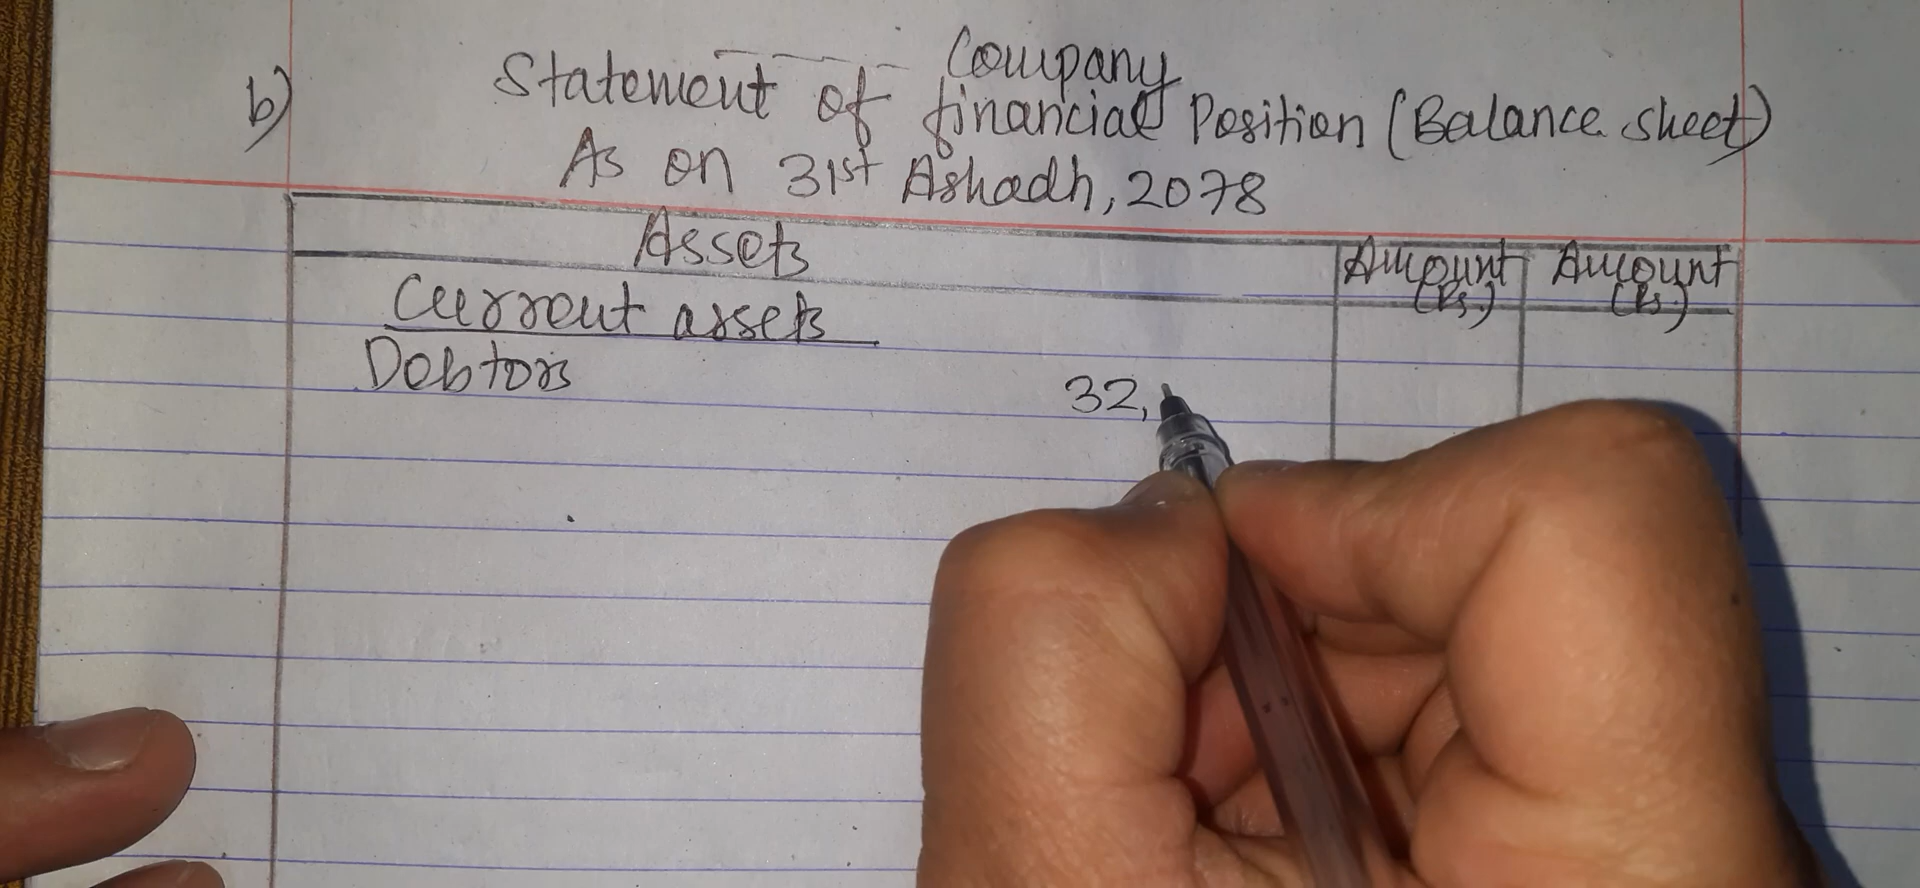 b)
Company
Statement of financial Position (Balance sheet)
As on 31st Ashadh, 2078
Assets Amount (Rs.) Amount (Rs.)
Current assets
Debtors 32,